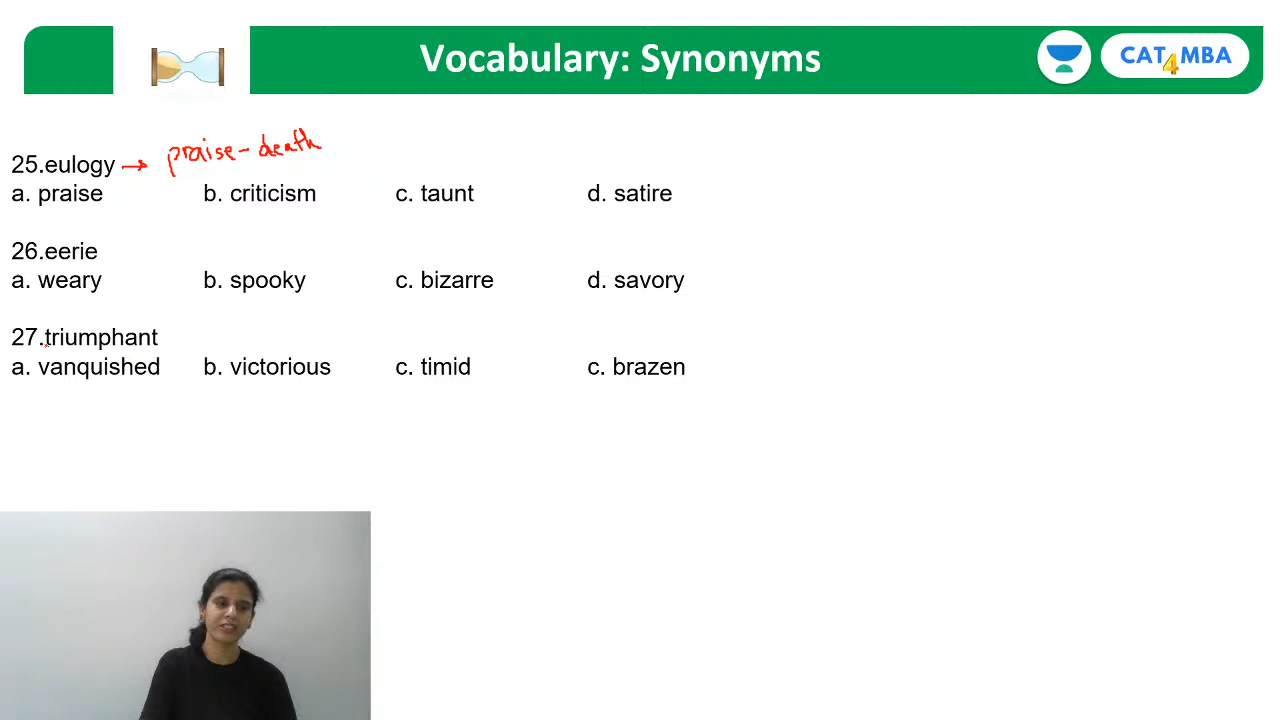 Vocabulary: Synonyms
CAT4MBA
25.eulogy → praise - death
a. praise b. criticism c. taunt d. satire
26.eerie
a. weary b. spooky c. bizarre d. savory
27.triumphant
a. vanquished b. victorious c. timid c. brazen